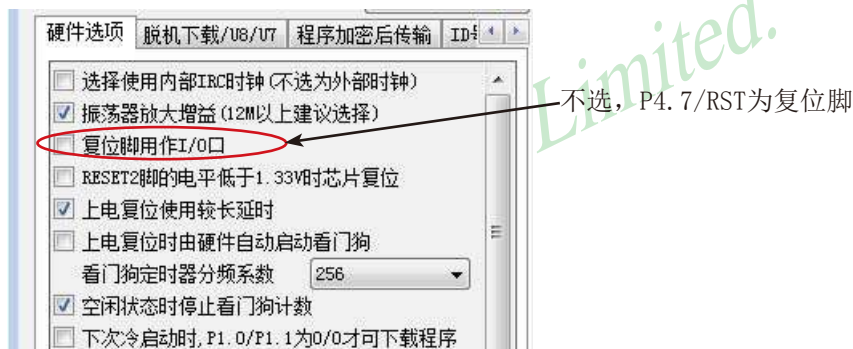 硬件选项 脱机下载/U8/U7 程序加密后传输 ID
选择使用内部IRC时钟(不选为外部时钟)
振荡器放大增益(12M以上建议选择)
复位脚用作I/O口
RESET2脚的电平低于1.33V时芯片复位
上电复位使用较长延时
上电复位时由硬件自动启动看门狗
看门狗定时器分频系数 256
空闲状态时停止看门狗计数
下次冷启动时,P1.0/P1.1为0/0才可下载程序
不选，P4.7/RST为复位脚
Limited.